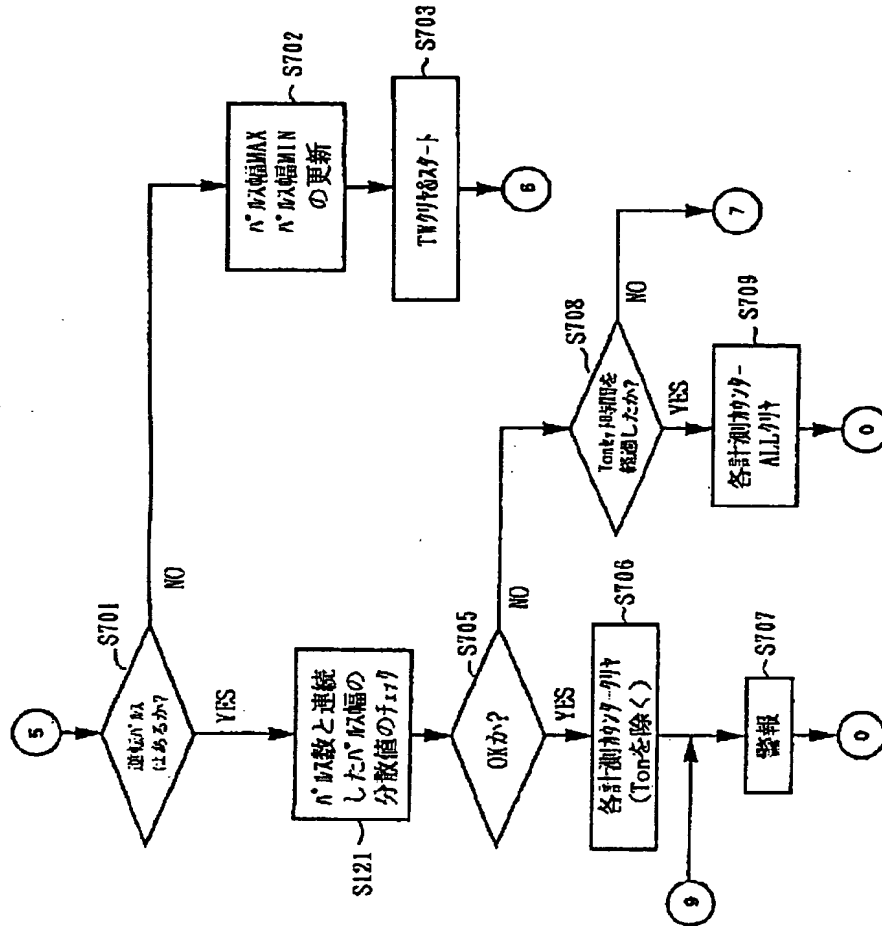 5
逆転パルス
はあるか?
S701
YES
NO
パルス幅MAX
パルス幅MIN
の更新
S702
TWクリヤ&スタート
S703
6
パルス数と連続
したパルス幅の
分散値のチェック
S121
OKか?
S705
YES
NO
各計測カウンタークリヤ
(Tonを除く)
S706
9
警報
S707
0
Tonセット時間を
経過したか?
S708
NO
YES
7
各計測カウンター
ALLクリヤ
S709
0